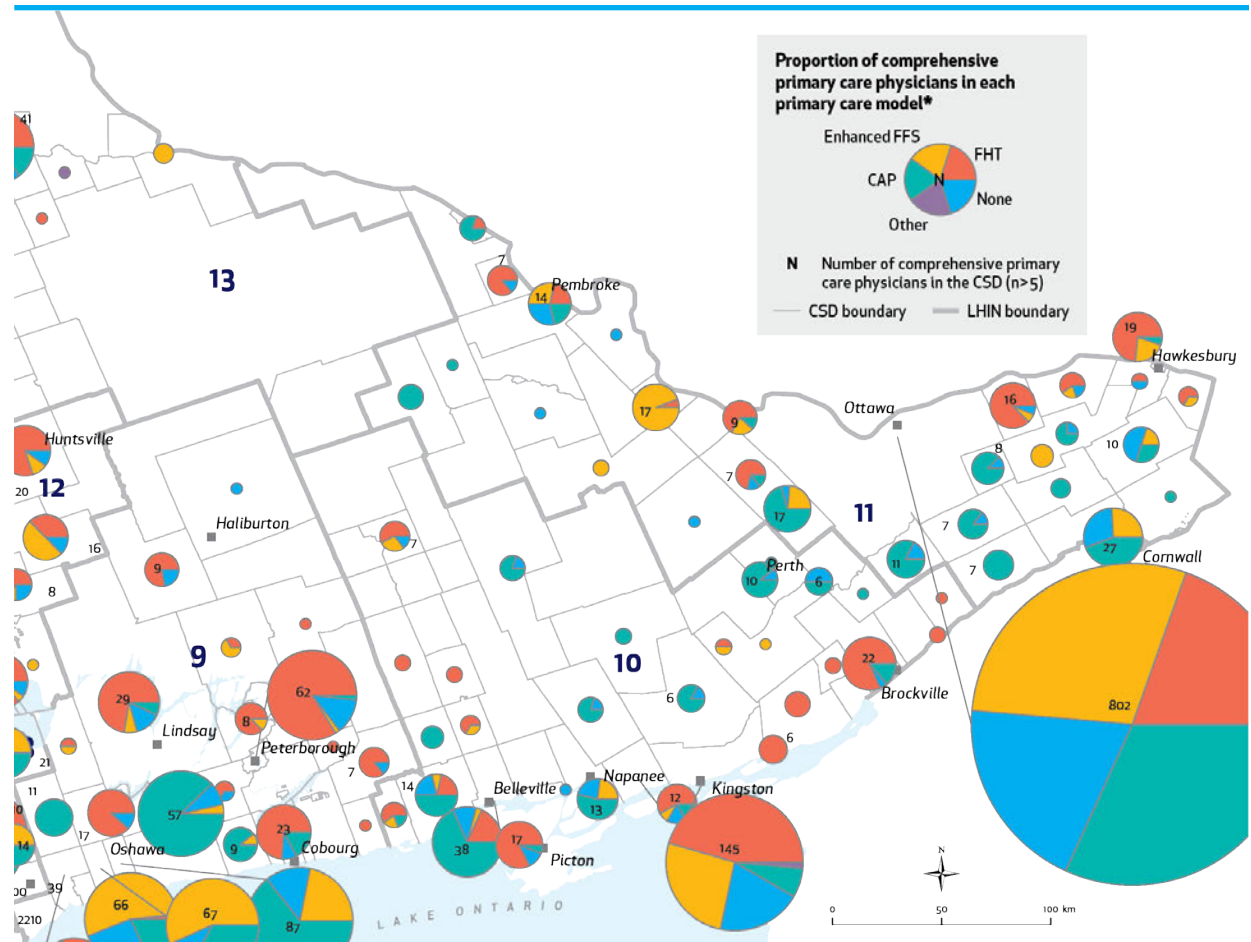 Proportion of comprehensive
primary care physicians in each
primary care model*
Enhanced FFS
FHT
CAP
N
None
Other
N Number of comprehensive primary
care physicians in the CSD (n>5)
CSD boundary LHIN boundary
41
13
7
14
Pembroke
19
Hawkesbury
17
9
Ottawa
16
Huntsville
20
12
8
10
7
17
11
Haliburton
16
7
7
27
Cornwall
9
8
11
7
Perth
10
6
9
10
22
Brockville
802
29
62
6
8
Lindsay
Peterborough
21
7
6
11
14
Belleville
Napanee
13
12
Kingston
17
57
Oshawa
9
23
Cobourg
38
17
Picton
145
14
39
2210
66
67
87
LAKE ONTARIO
N
0 50 100 km